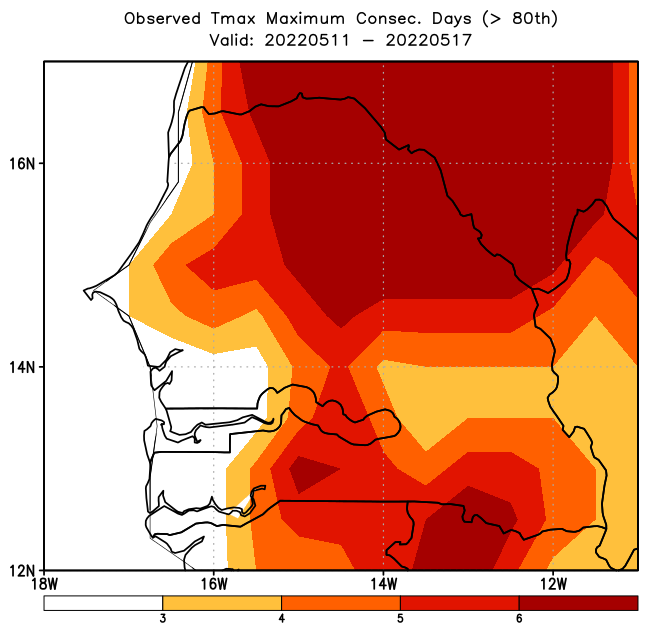 Observed Tmax Maximum Consec. Days (> 80th)
Valid: 20220511 − 20220517
16N
14N
12N
18W 16W 14W 12W
3 4 5 6